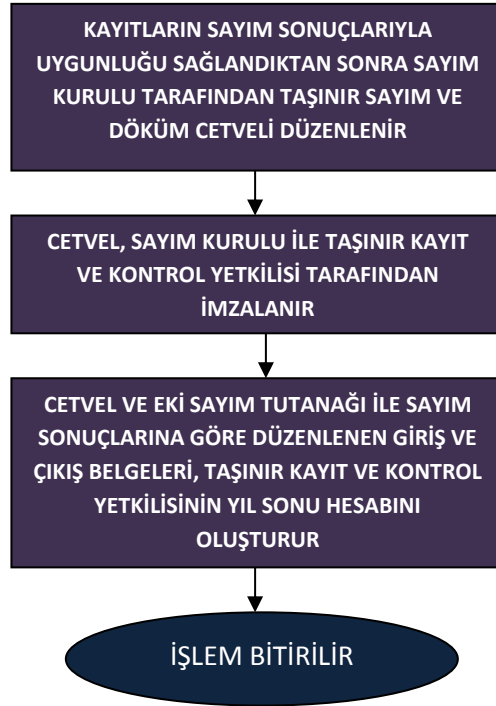 KAYITLARIN SAYIM SONUÇLARIYLA
UYGUNLUĞU SAĞLANDIKTAN SONRA SAYIM
KURULU TARAFINDAN TAŞINIR SAYIM VE
DÖKÜM CETVELİ DÜZENLENİR
CETVEL, SAYIM KURULU İLE TAŞINIR KAYIT
VE KONTROL YETKİLİSİ TARAFINDAN
İMZALANIR
CETVEL VE EKİ SAYIM TUTANAĞI İLE SAYIM
SONUÇLARINA GÖRE DÜZENLENEN GİRİŞ VE
ÇIKIŞ BELGELERİ, TAŞINIR KAYIT VE KONTROL
YETKİLİSİNİN YIL SONU HESABINI
OLUŞTURUR
İŞLEM BİTİRİLİR